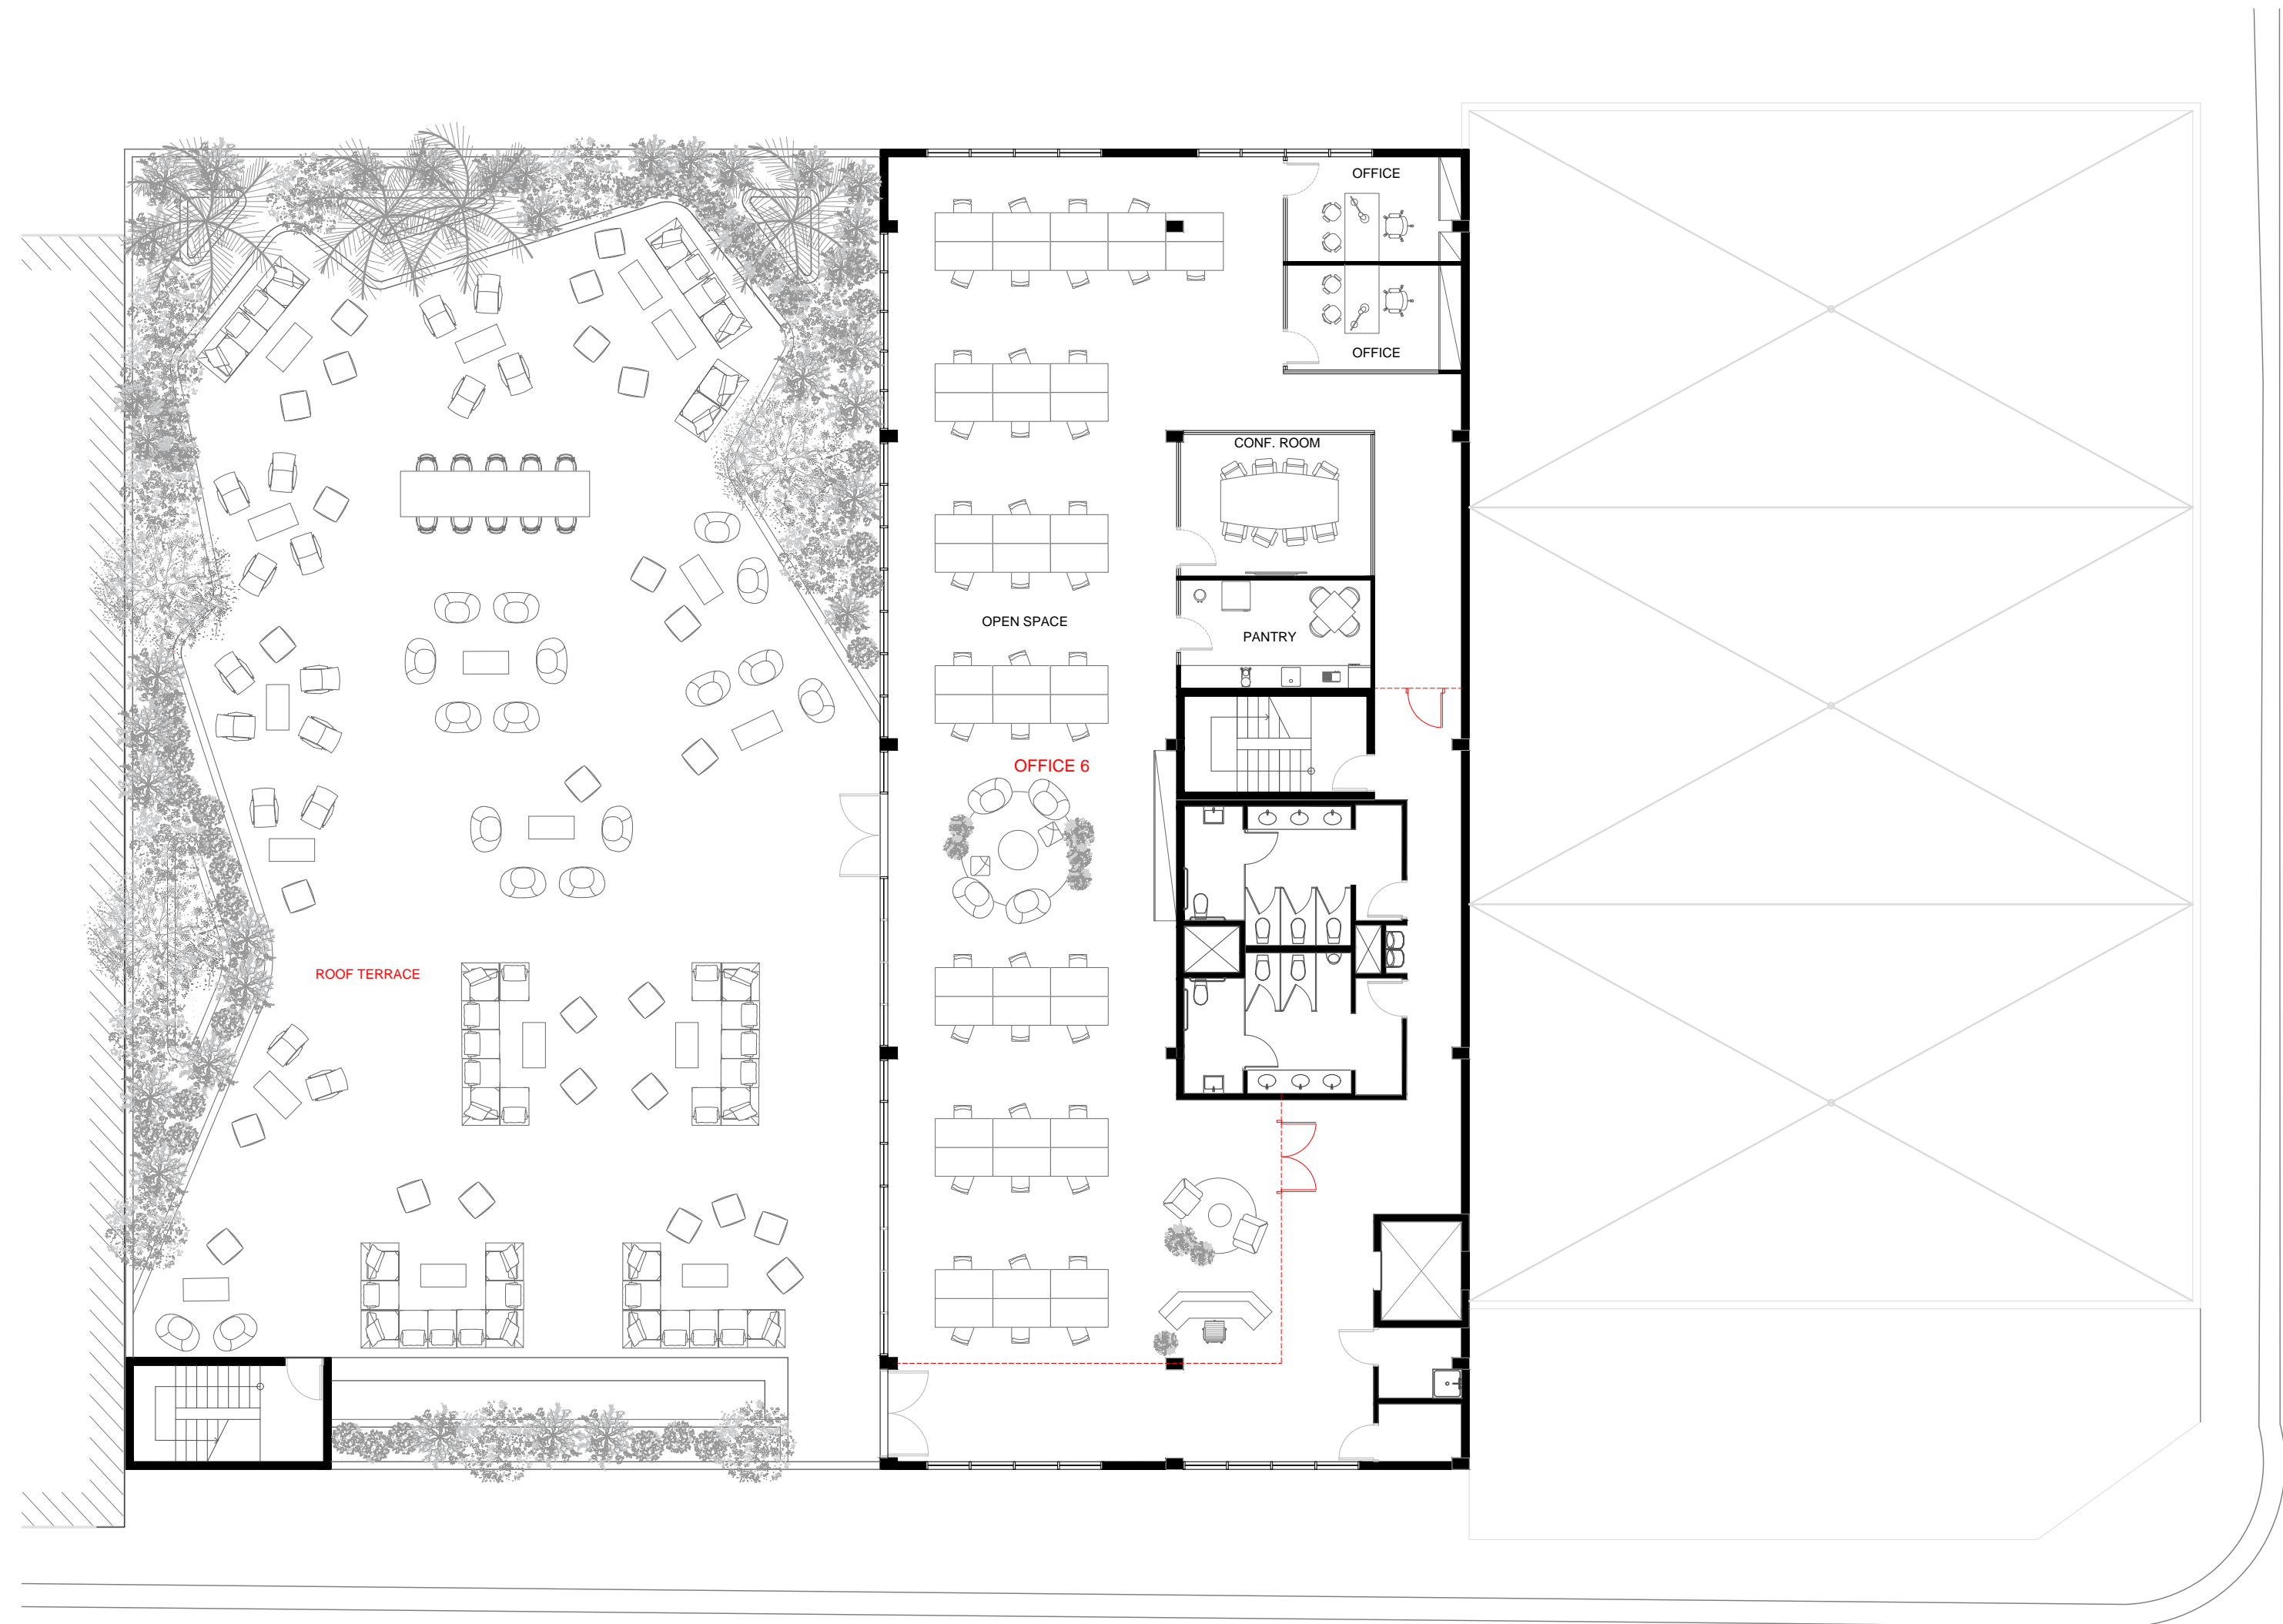 OFFICE
OFFICE
CONF. ROOM
OPEN SPACE
PANTRY
OFFICE 6
ROOF TERRACE